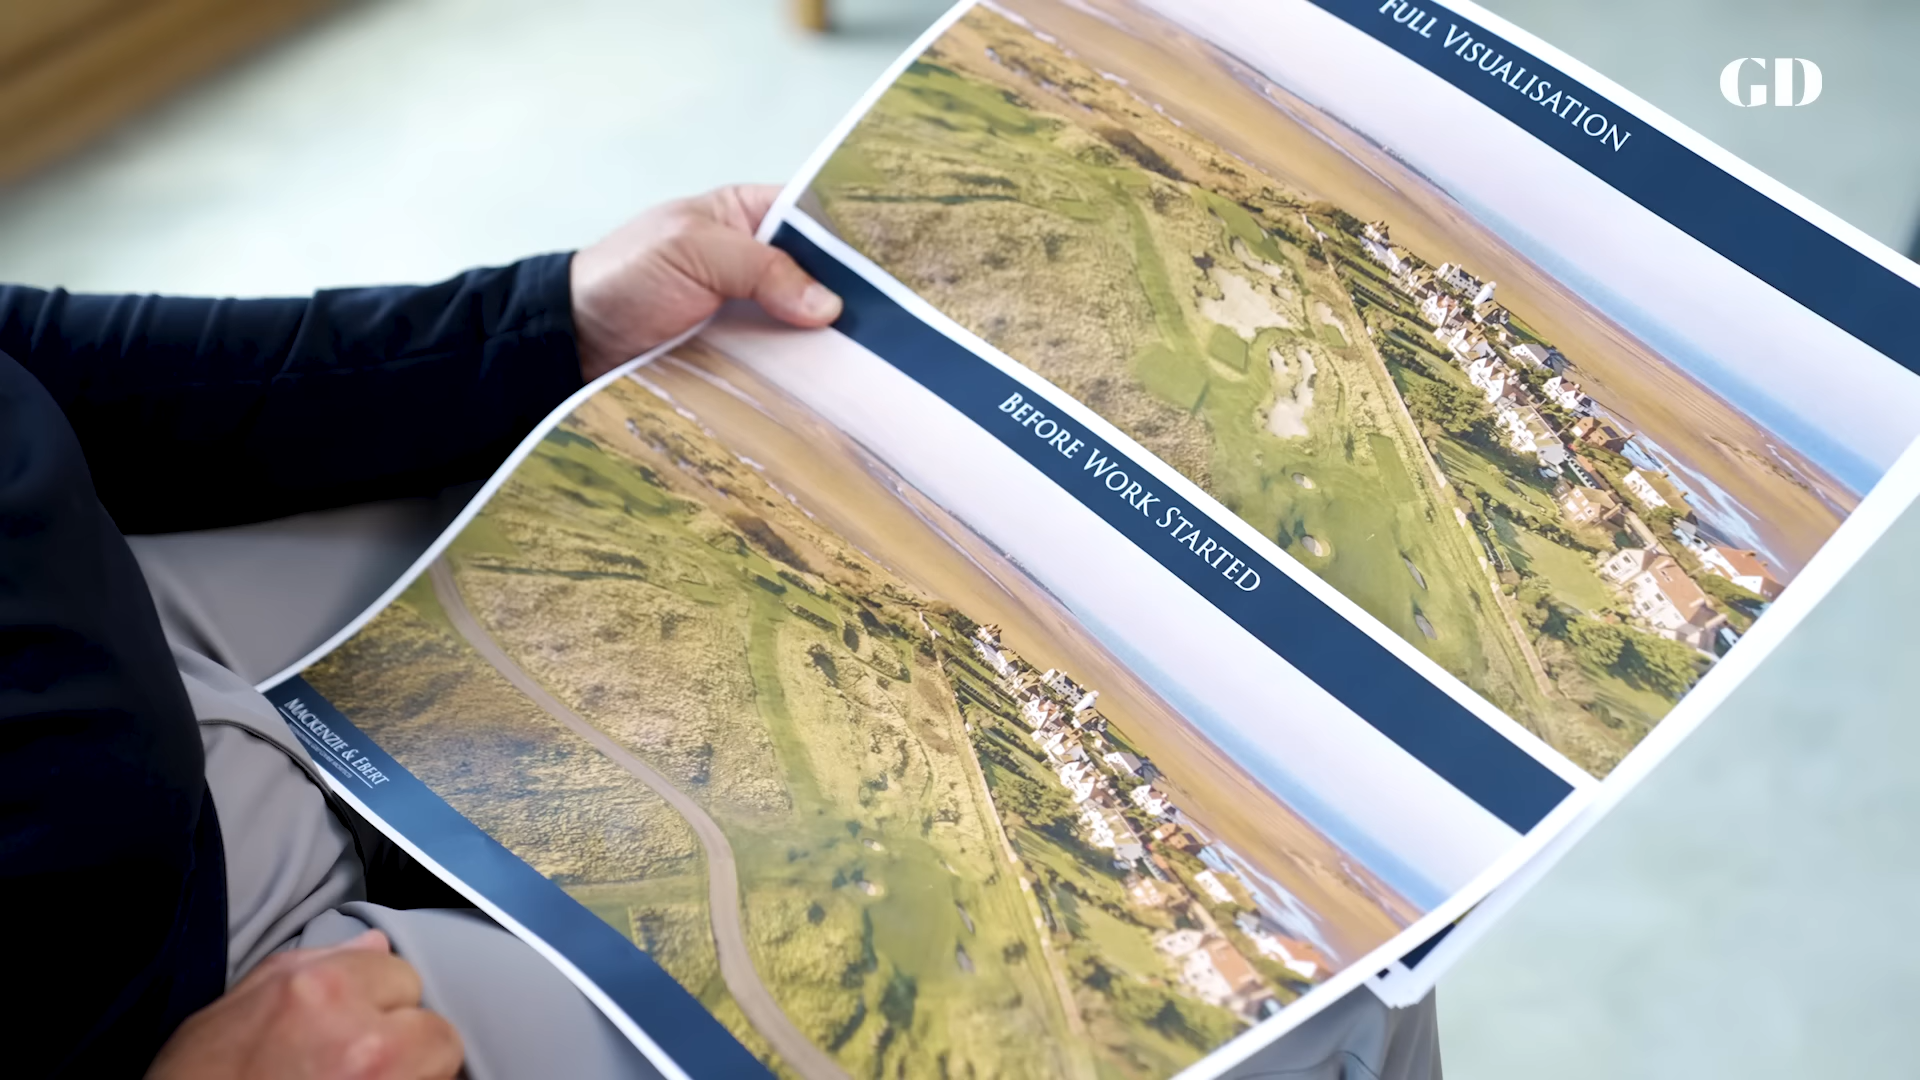 FULL VISUALISATION
GD
BEFORE WORK STARTED
MACKENZIE & EBERT